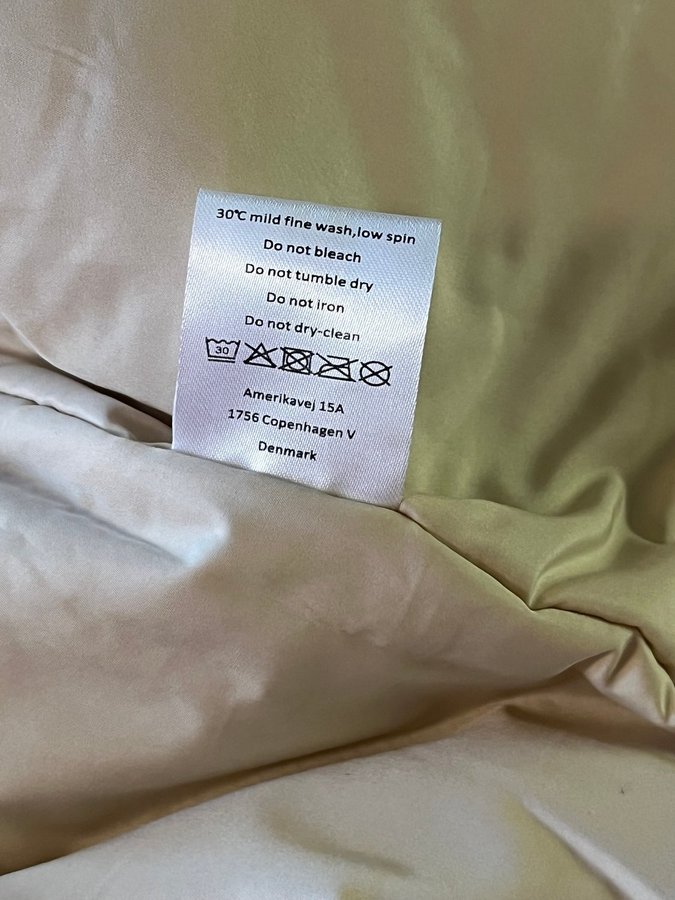 30℃ mild fine wash,low spin
Do not bleach
Do not tumble dry
Do not iron
Do not dry-clean
30
Amerikavej 15A
1756 Copenhagen V
Denmark